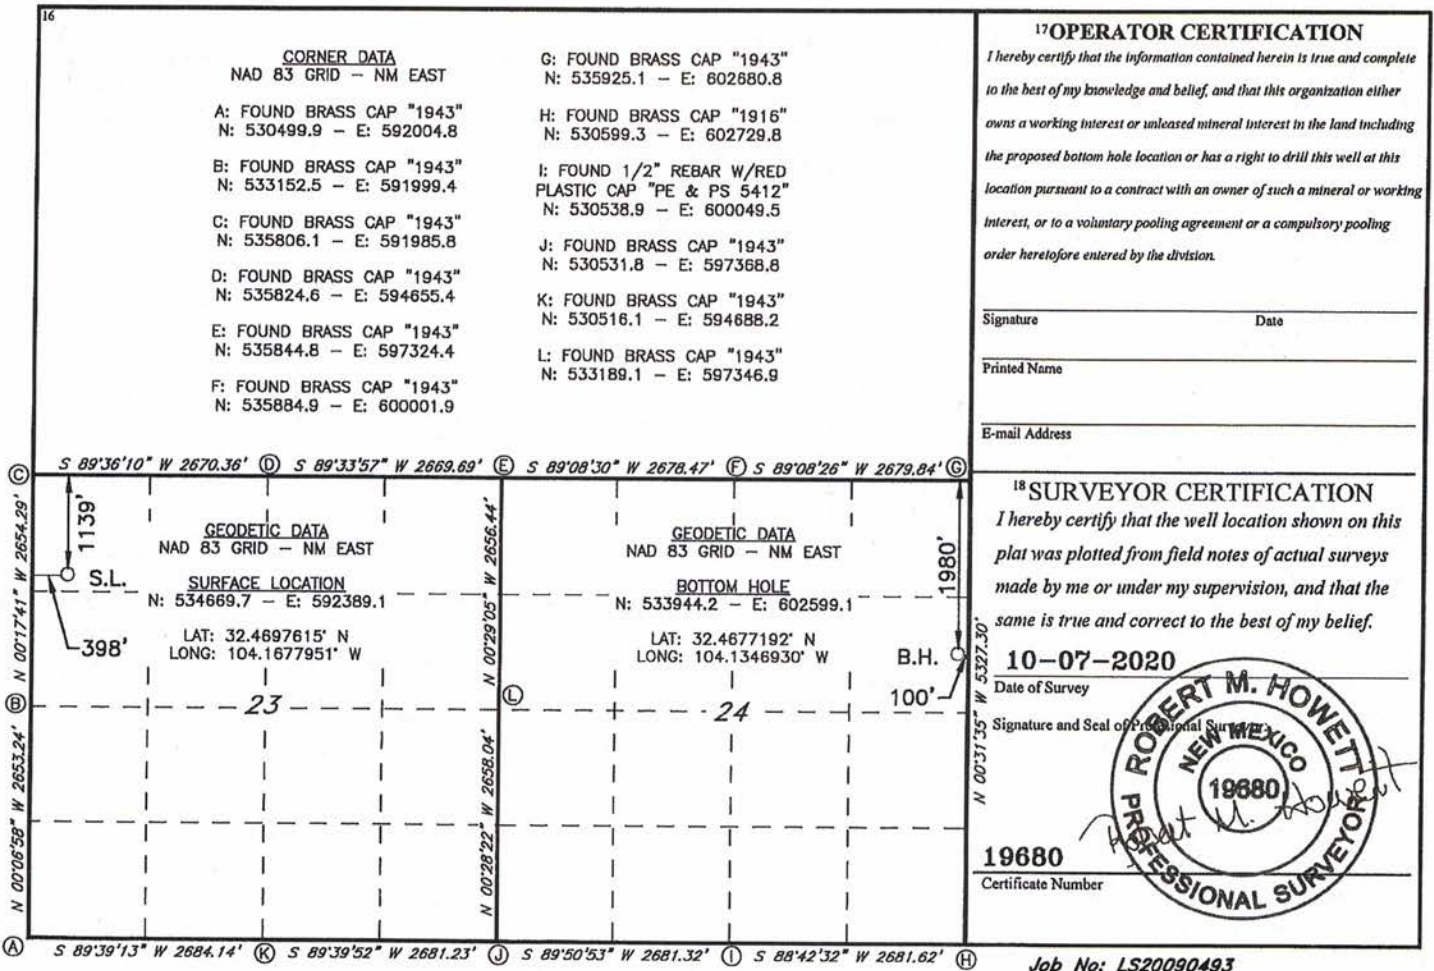 16
CORNER DATA
NAD 83 GRID – NM EAST
A: FOUND BRASS CAP "1943"
N: 530499.9 – E: 592004.8
B: FOUND BRASS CAP "1943"
N: 533152.5 – E: 591999.4
C: FOUND BRASS CAP "1943"
N: 535806.1 – E: 591985.8
D: FOUND BRASS CAP "1943"
N: 535824.6 – E: 594655.4
E: FOUND BRASS CAP "1943"
N: 535844.8 – E: 597324.4
F: FOUND BRASS CAP "1943"
N: 535884.9 – E: 600001.9
G: FOUND BRASS CAP "1943"
N: 535925.1 – E: 602680.8
H: FOUND BRASS CAP "1916"
N: 530599.3 – E: 602729.8
I: FOUND 1/2" REBAR W/RED
PLASTIC CAP "PE & PS 5412"
N: 530538.9 – E: 600049.5
J: FOUND BRASS CAP "1943"
N: 530531.8 – E: 597368.8
K: FOUND BRASS CAP "1943"
N: 530516.1 – E: 594688.2
L: FOUND BRASS CAP "1943"
N: 533189.1 – E: 597346.9
17 OPERATOR CERTIFICATION
I hereby certify that the information contained herein is true and complete
to the best of my knowledge and belief, and that this organization either
owns a working interest or unleased mineral interest in the land including
the proposed bottom hole location or has a right to drill this well at this
location pursuant to a contract with an owner of such a mineral or working
interest, or to a voluntary pooling agreement or a compulsory pooling
order heretofore entered by the division.
Signature Date
Printed Name
E-mail Address
C S 89°36'10" W 2670.36' D S 89°33'57" W 2669.69' E S 89°08'30" W 2678.47' F S 89°08'26" W 2679.84' G
N 00°17'41" W 2654.29'
1139'
S.L.
398'
GEODETIC DATA
NAD 83 GRID – NM EAST
SURFACE LOCATION
N: 534669.7 – E: 592389.1
LAT: 32.4697615° N
LONG: 104.1677951° W
N 00°29'05" W 2656.44'
GEODETIC DATA
NAD 83 GRID – NM EAST
BOTTOM HOLE
N: 533944.2 – E: 602599.1
LAT: 32.4677192° N
LONG: 104.1346930° W
1980'
B.H.
100'
N 00°31'35" W 5327.30'
B
23
L
24
N 00°06'58" W 2653.24'
N 00°28'22" W 2658.04'
A S 89°39'13" W 2684.14' K S 89°39'52" W 2681.23' J S 89°50'53" W 2681.32' I S 88°42'32" W 2681.62' H
18 SURVEYOR CERTIFICATION
I hereby certify that the well location shown on this
plat was plotted from field notes of actual surveys
made by me or under my supervision, and that the
same is true and correct to the best of my belief.
10-07-2020
Date of Survey
Signature and Seal of Professional Surveyor:
ROBERT M. HOWETT
NEW MEXICO
19680
PROFESSIONAL SURVEYOR
Robert M. Howett
19680
Certificate Number
Job No: LS20090493